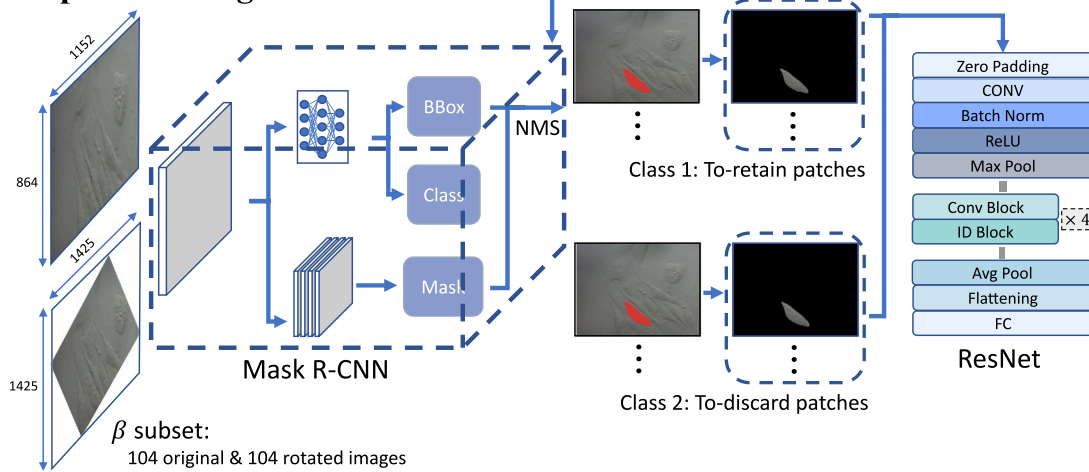 1152
864
1425
1425
β subset:
104 original & 104 rotated images
BBox
Class
Mask
NMS
Mask R-CNN
Class 1: To-retain patches
Class 2: To-discard patches
Zero Padding
CONV
Batch Norm
ReLU
Max Pool
Conv Block
ID Block
× 4
Avg Pool
Flattening
FC
ResNet